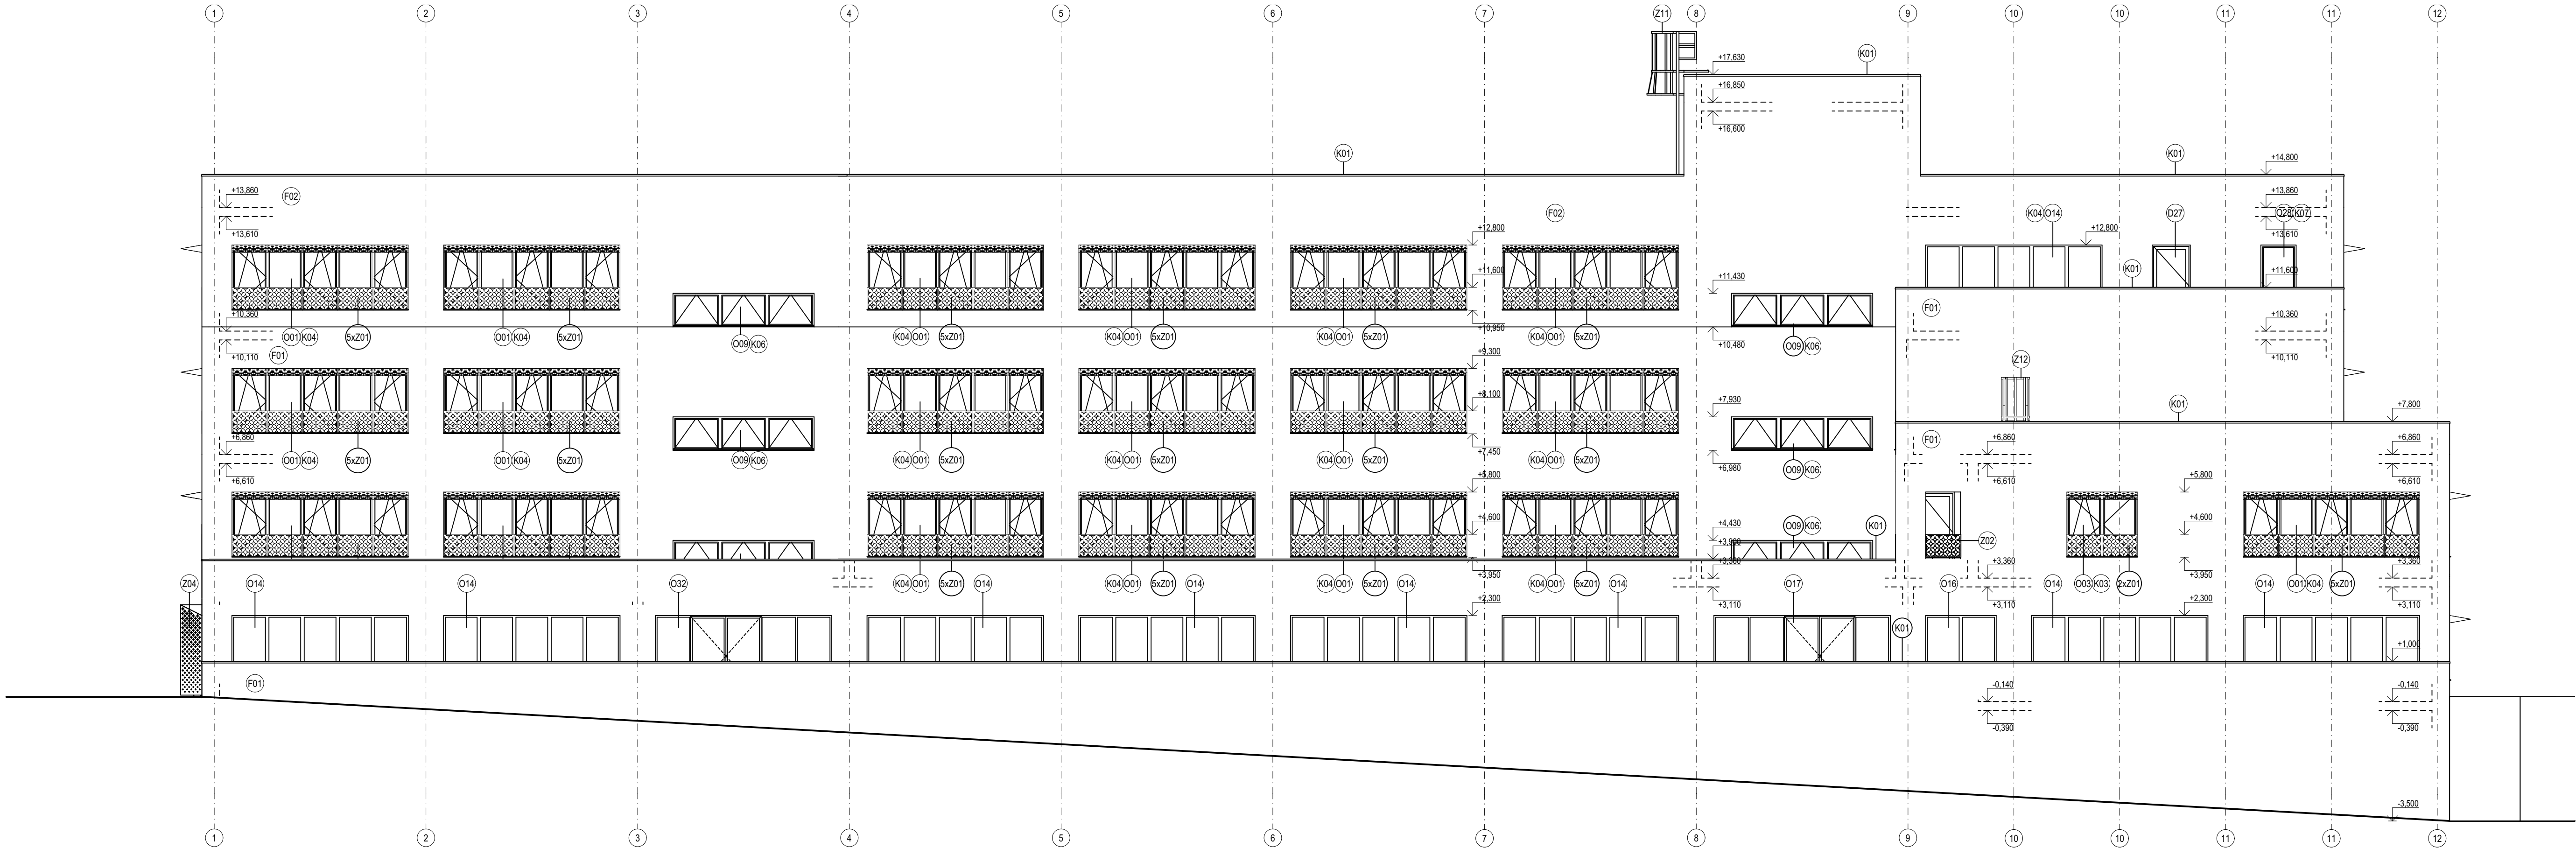 1 2 3 4 5 6 7 Z11 8 9 10 10 11 11 12
K01
+17,630
+16,850
+16,600
K01 K01 +14,800
+13,860 F02 +13,860
F02 K04 O14 D27 O28 K07
+13,610 +12,800 +12,800 +13,610
+11,600 +11,430 K01 +11,600
+10,360 F01 +10,360
+10,950
O01 K04 5xZ01 O01 K04 5xZ01 O09 K06 K04 O01 5xZ01 K04 O01 5xZ01 K04 O01 5xZ01 K04 O01 5xZ01 +10,480 O09 K06
+10,110 F01 +9,300 Z12 +10,110
+8,100 +7,930 K01 +7,800
+6,860 F01 +6,860 +6,860
+7,450
O01 K04 5xZ01 O01 K04 5xZ01 O09 K06 K04 O01 5xZ01 K04 O01 5xZ01 K04 O01 5xZ01 K04 O01 5xZ01 +6,980 O09 K06
+6,610 +5,800 +6,610 +5,800 +6,610
+4,600 +4,430 O09 K06 K01 +4,600
Z02
+3,360 +3,360
+3,950 +3,950
Z04 O14 O14 O32 K04 O01 5xZ01 O14 K04 O01 5xZ01 O14 K04 O01 5xZ01 O14 K04 O01 5xZ01 O14 O17 O16 O14 O03 K03 2xZ01 O14 O01 K04 5xZ01
+2,300 +3,110 +3,110 +2,300 +3,110
K01
+1,000
F01 -0,140 -0,140
-0,390 -0,390
-3,500
1 2 3 4 5 6 7 8 9 10 10 11 11 12